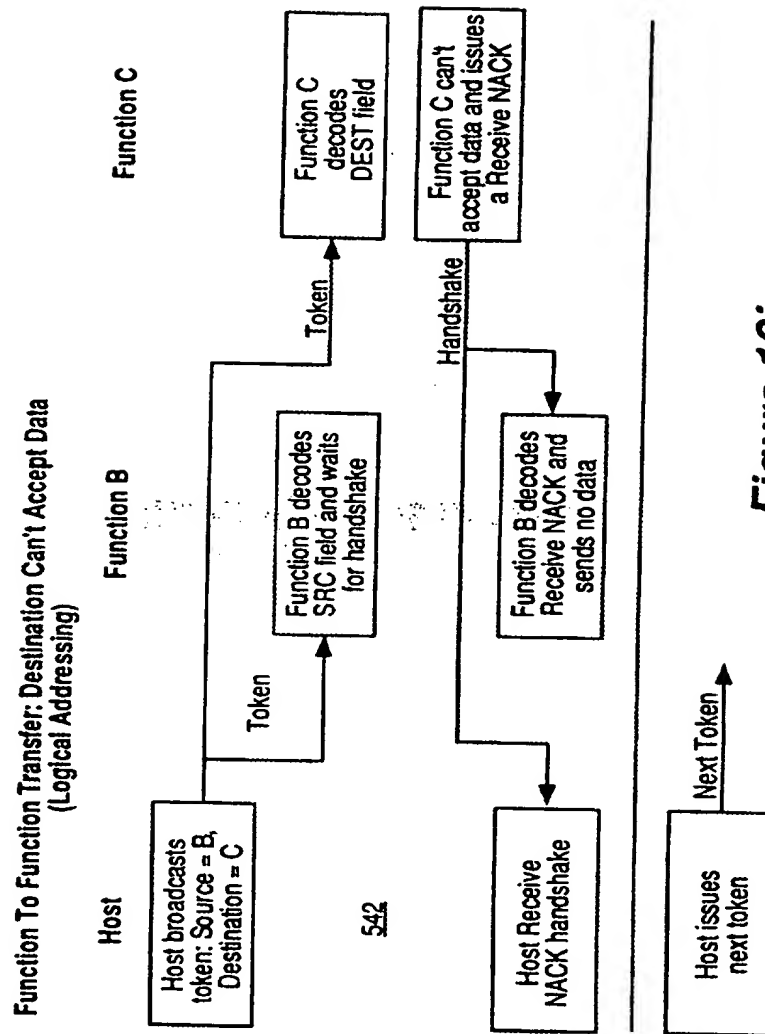 Function To Function Transfer: Destination Can't Accept Data
(Logical Addressing)
Host
Function B
Function C
Host broadcasts
token: Source = B,
Destination = C
Token
Token
Function B decodes
SRC field and waits
for handshake
Function C
decodes
DEST field
542
Handshake
Function C can't
accept data and issues
a Receive NACK
Function B decodes
Receive NACK and
sends no data
Host Receive
NACK handshake
Host issues
next token
Next Token
Figure